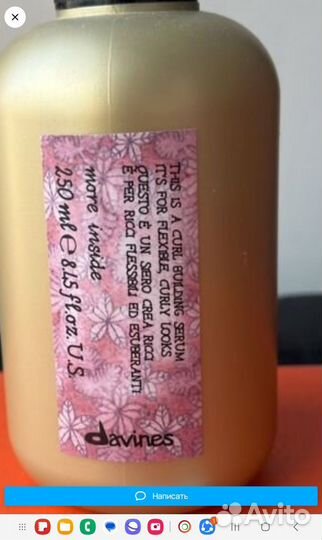 THIS IS A CURL BUILDING SERUM
IT'S FOR FLEXIBLE, CURLY LOOKS
QUESTO È UN SIERO CREA RICCI
È PER RICCI FLESSIBILI ED ESUBERANTI
more inside
250 ml e 8.45 fl.oz. U.S.
davines
Написать
Avito